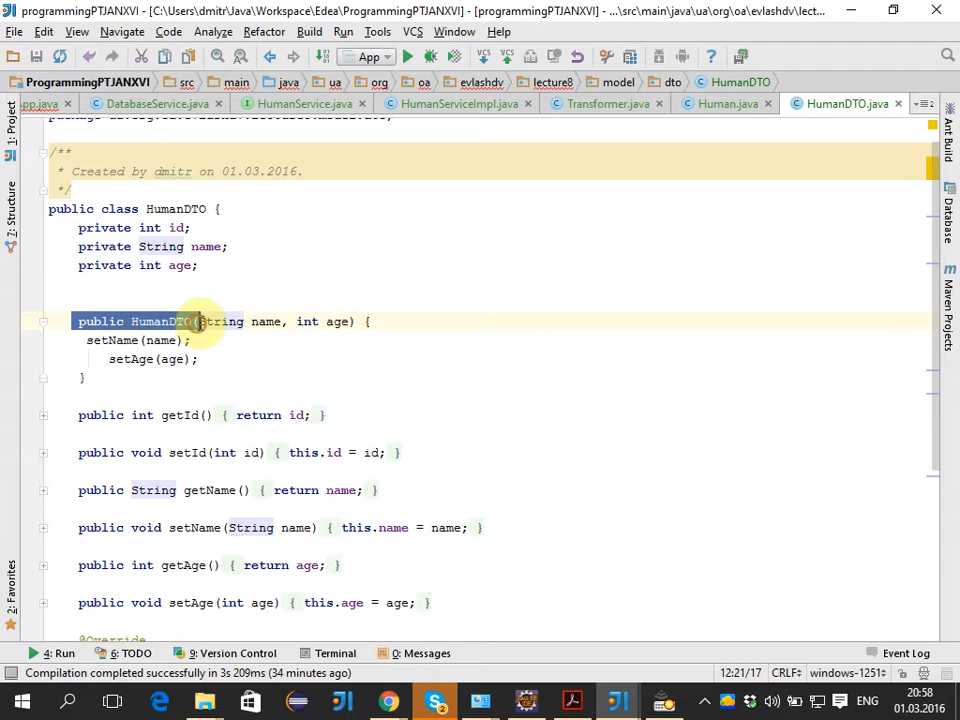 programmingPTJANXVI - [C:\Users\dmitr\Java\Workspace\Edea\ProgrammingPTJANXVI] - [programmingPTJANXVI] - ...\src\main\java\ua\org\oa\evlashdv\lect...
File Edit View Navigate Code Analyze Refactor Build Run Tools VCS Window Help
App
ProgrammingPTJANXVI src main java ua org oa evlashdv lecture8 model dto HumanDTO
App.java DatabaseService.java HumanService.java HumanServiceImpl.java Transformer.java Human.java HumanDTO.java
/**
* Created by dmitr on 01.03.2016.
*/
public class HumanDTO {
private int id;
private String name;
private int age;
public HumanDTO(String name, int age) {
setName(name);
setAge(age);
}
public int getId() { return id; }
public void setId(int id) { this.id = id; }
public String getName() { return name; }
public void setName(String name) { this.name = name; }
public int getAge() { return age; }
public void setAge(int age) { this.age = age; }
@Override
1: Project
7: Structure
2: Favorites
Ant Build
Database
Maven Projects
4: Run 6: TODO 9: Version Control Terminal 0: Messages Event Log
Compilation completed successfully in 3s 209ms (34 minutes ago) 12:21/17 CRLF windows-1251
ENG
20:58
01.03.2016